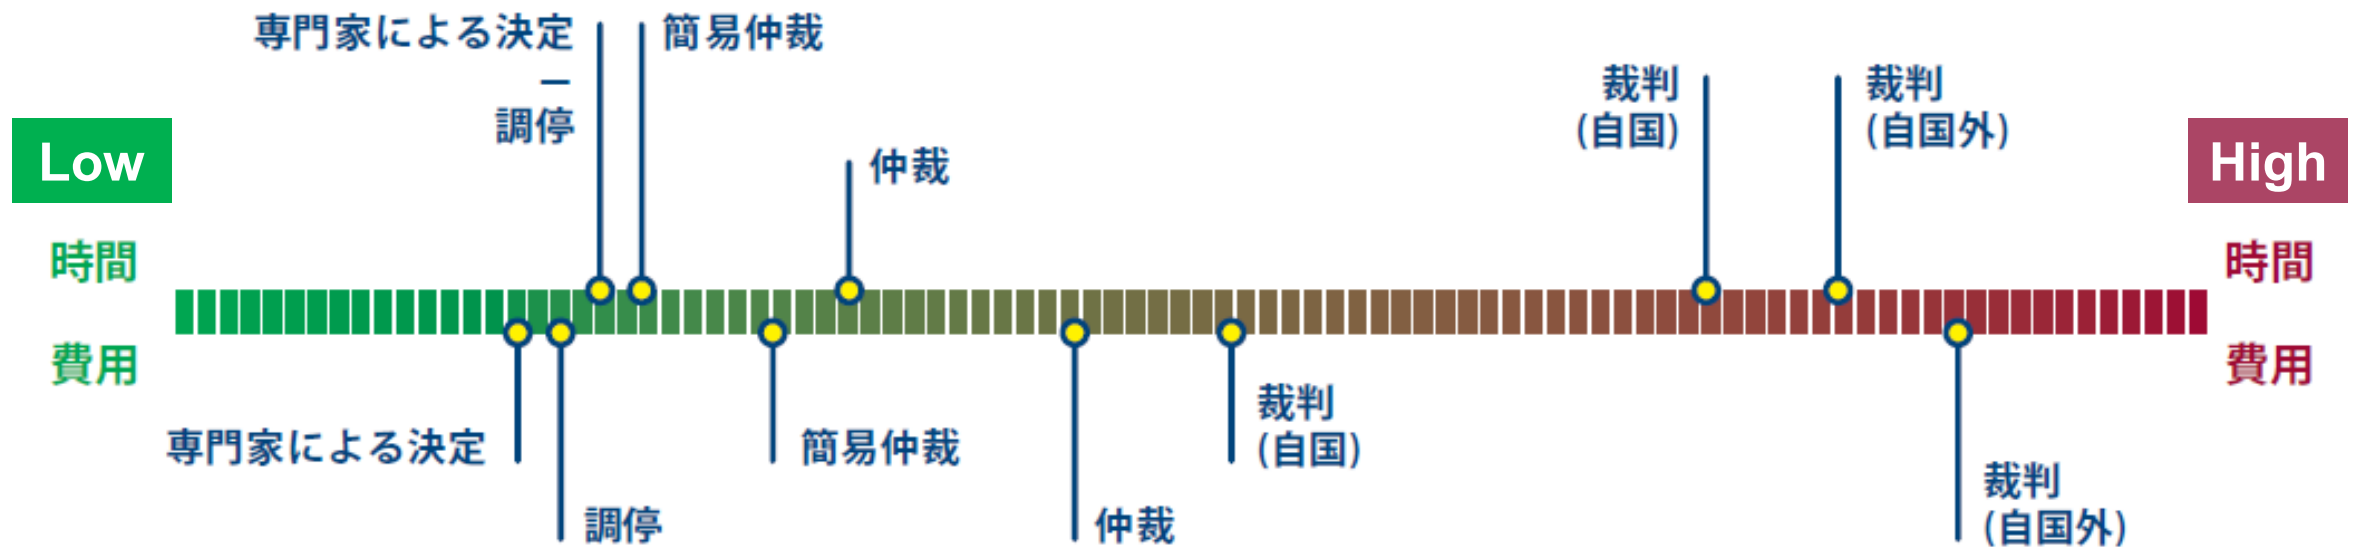 専門家による決定
–
調停
簡易仲裁
仲裁
裁判
(自国)
裁判
(自国外)
Low
High
時間
時間
費用
費用
専門家による決定
調停
簡易仲裁
仲裁
裁判
(自国)
裁判
(自国外)